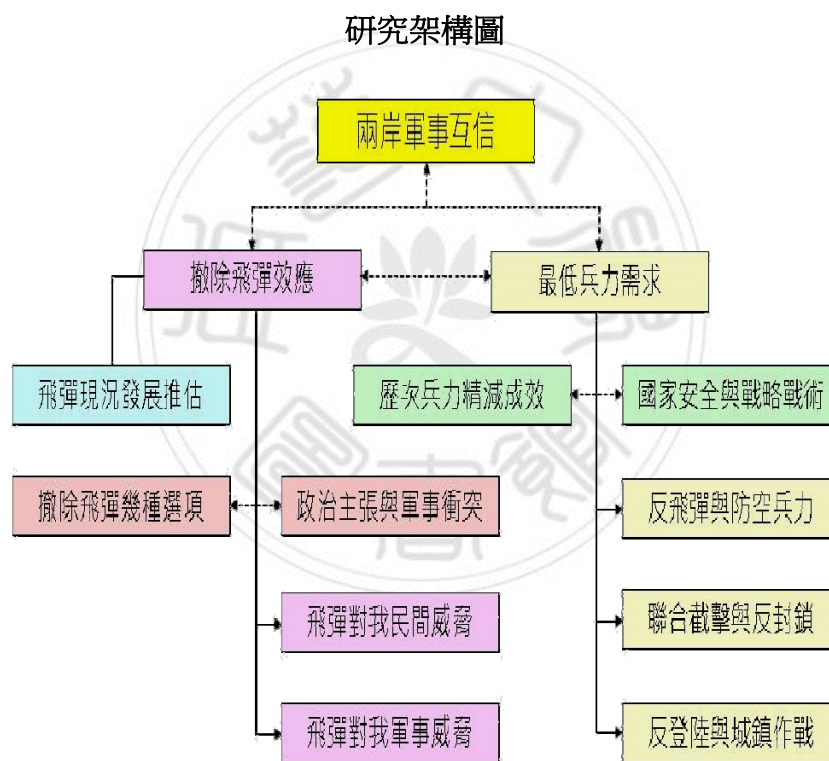 研究架構圖
兩岸軍事互信
撤除飛彈效應
最低兵力需求
飛彈現況發展推估
歷次兵力精減成效
國家安全與戰略戰術
撤除飛彈幾種選項
政治主張與軍事衝突
反飛彈與防空兵力
飛彈對我民間威脅
聯合截擊與反封鎖
飛彈對我軍事威脅
反登陸與城鎮作戰